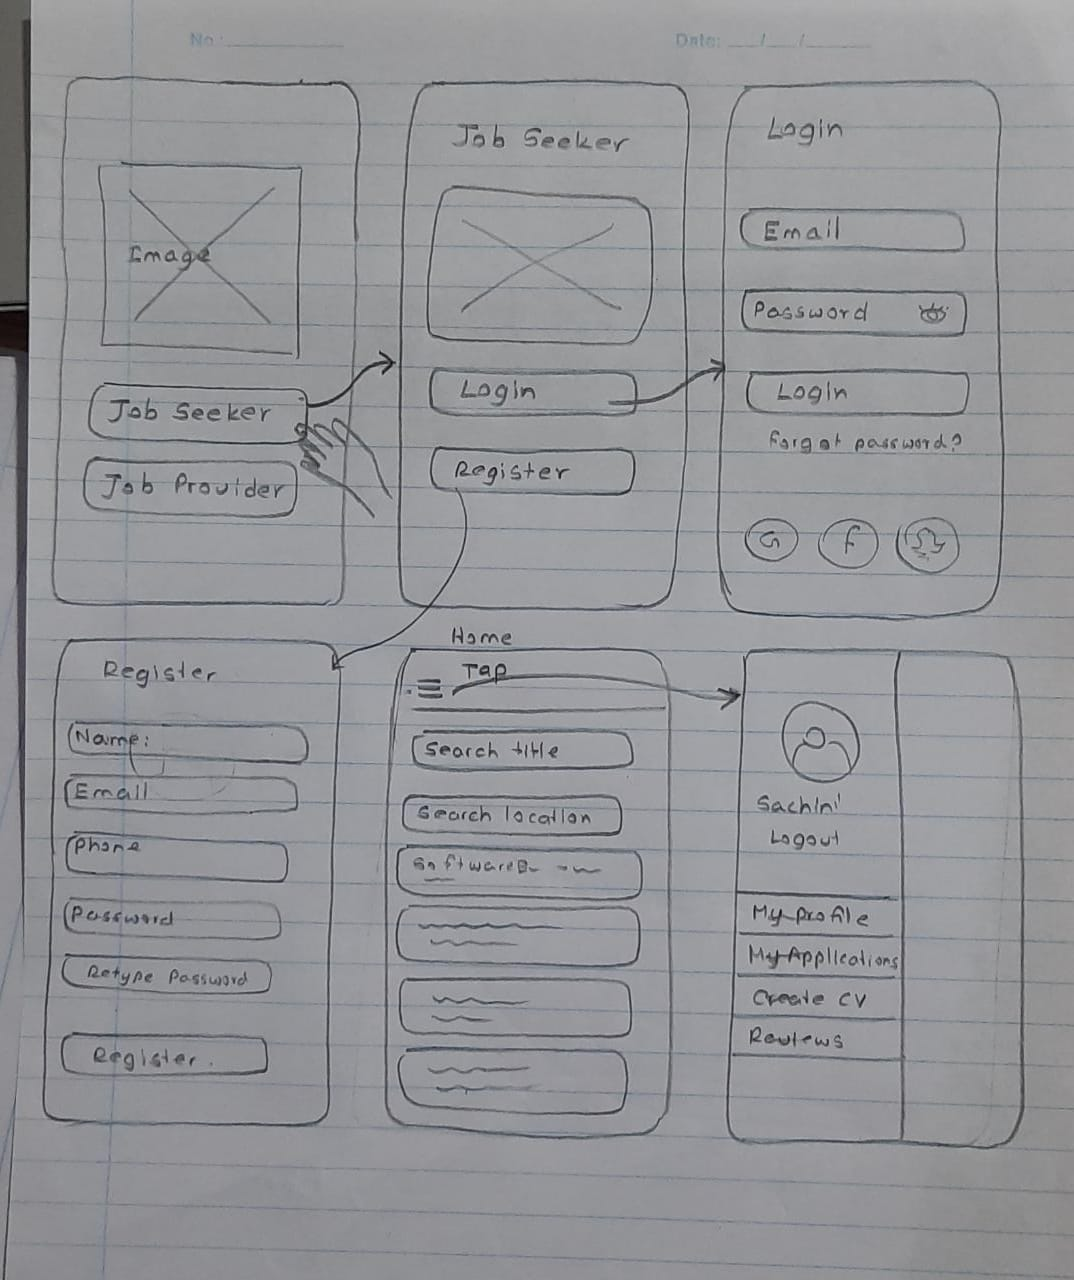 No:
Date: / /
Image
Job Seeker
Job Provider
Job Seeker
Login
Register
Login
Email
Password
Login
Forgot password?
G f
Register
Name:
Email
Phone
Password
Retype Password
Register.
Home
Tap
Search title
Search location
Software
Sachini
Logout
My profile
My Applications
Create CV
Reviews